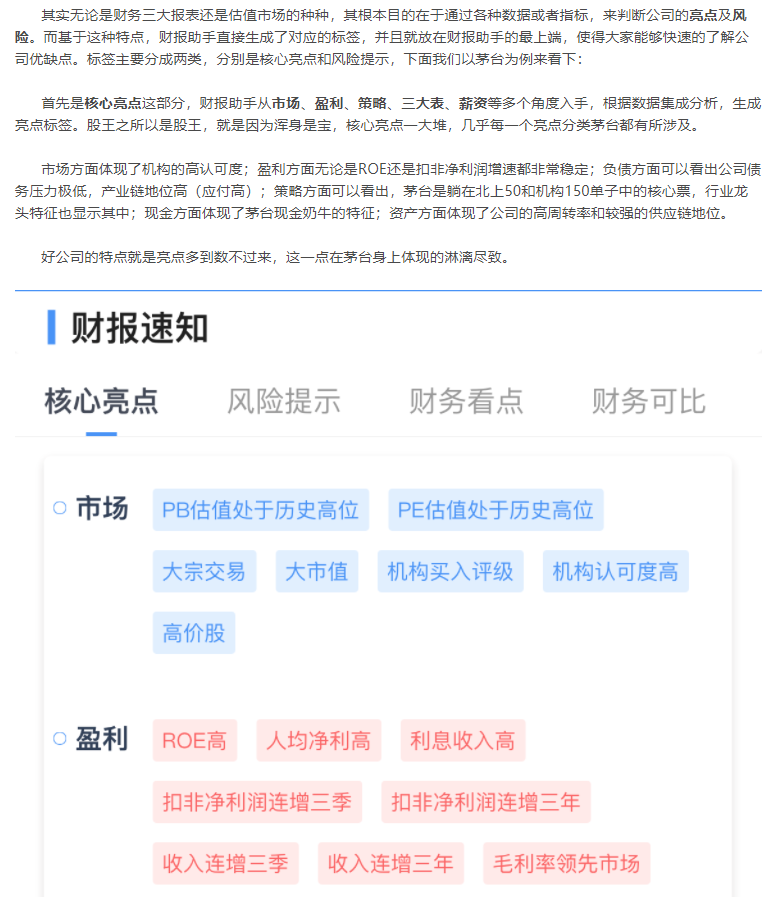 其实无论是财务三大报表还是估值市场的种种，其根本目的在于通过各种数据或者指标，来判断公司的亮点及风
险。而基于这种特点，财报助手直接生成了对应的标签，并且就放在财报助手的最上端，使得大家能够快速的了解公
司优缺点。标签主要分成两类，分别是核心亮点和风险提示，下面我们以茅台为例来看下：
首先是核心亮点这部分，财报助手从市场、盈利、策略、三大表、薪资等多个角度入手，根据数据集成分析，生成
亮点标签。股王之所以是股王，就是因为浑身是宝，核心亮点一大堆，几乎每一个亮点分类茅台都有所涉及。
市场方面体现了机构的高认可度；盈利方面无论是ROE还是扣非净利润增速都非常稳定；负债方面可以看出公司债
务压力极低，产业链地位高（应付高）；策略方面可以看出，茅台是躺在北上50和机构150单子中的核心票，行业龙
头特征也显示其中；现金方面体现了茅台现金奶牛的特征；资产方面体现了公司的高周转率和较强的供应链地位。
好公司的特点就是亮点多到数不过来，这一点在茅台身上体现的淋漓尽致。
财报速知
核心亮点 风险提示 财务看点 财务可比
市场 PB估值处于历史高位 PE估值处于历史高位
大宗交易 大市值 机构买入评级 机构认可度高
高价股
盈利 ROE高 人均净利高 利息收入高
扣非净利润连增三季 扣非净利润连增三年
收入连增三季 收入连增三年 毛利率领先市场